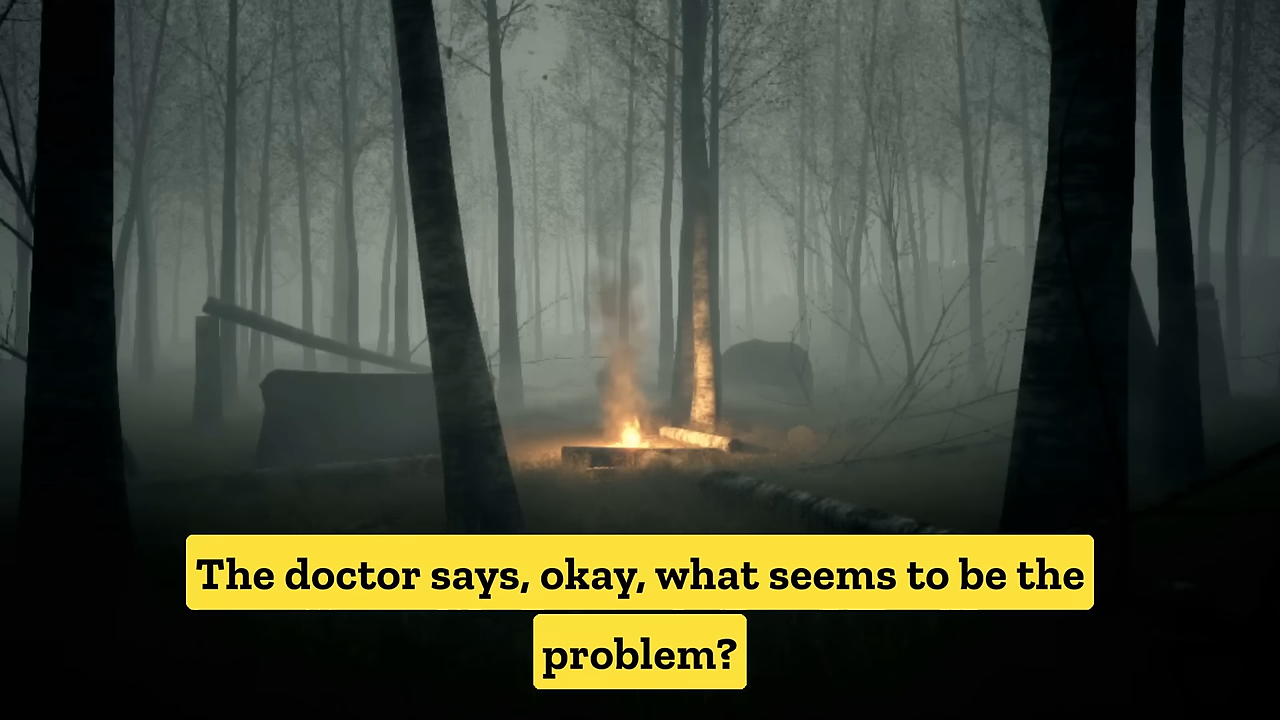 The doctor says, okay, what seems to be the
problem?